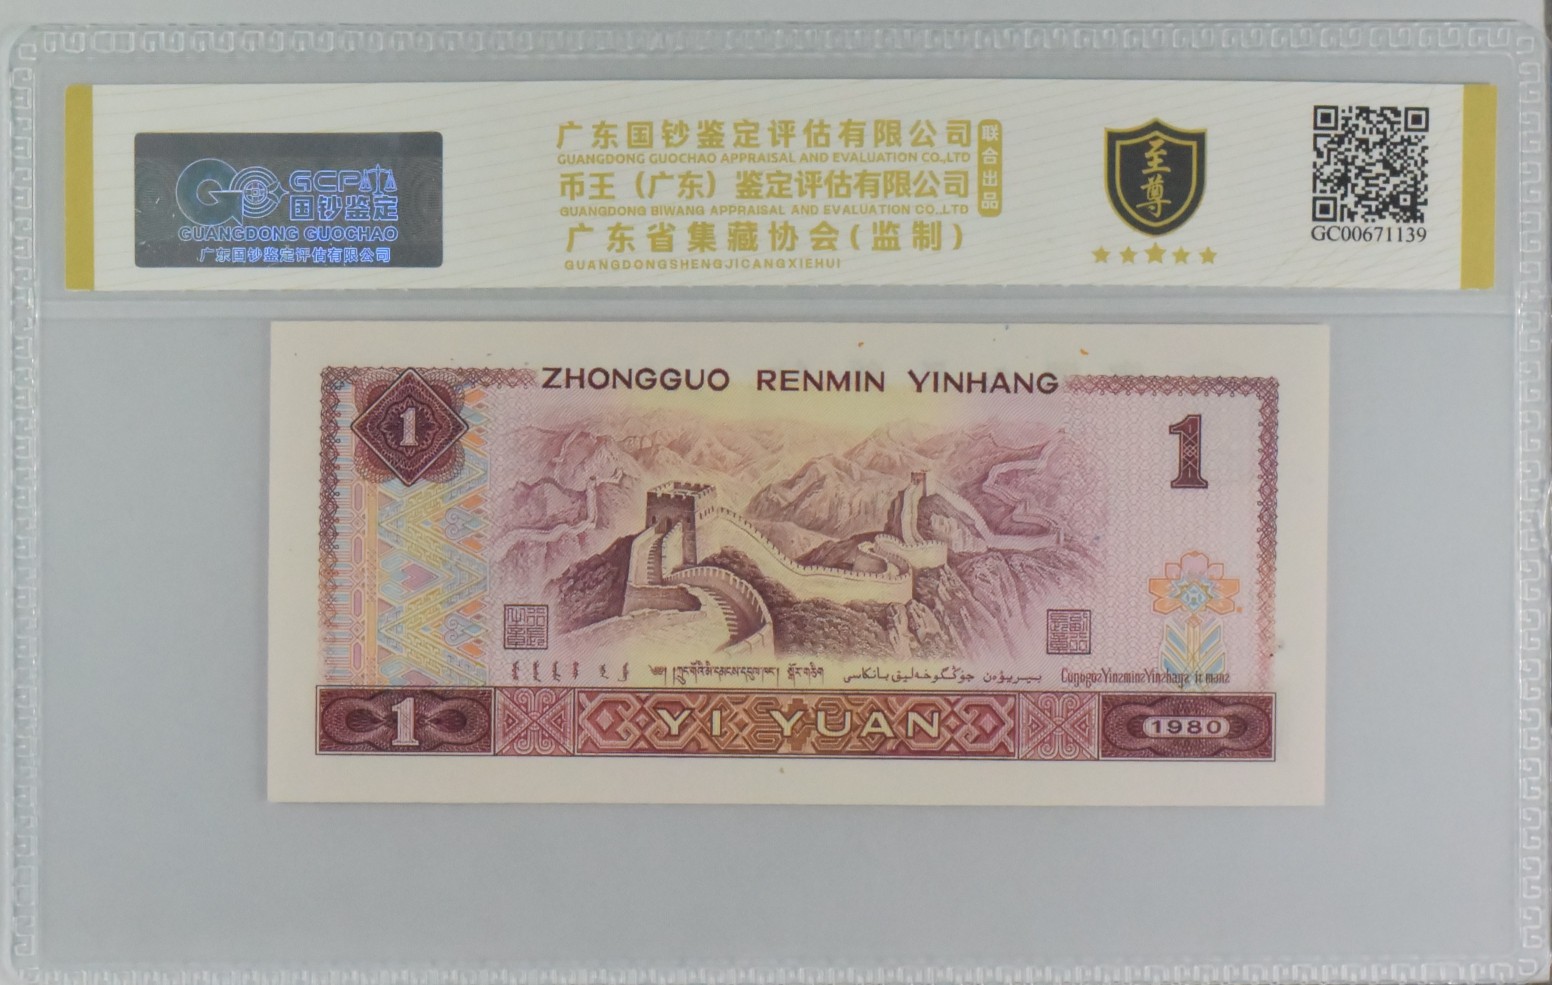 GCP
国钞鉴定
GUANGDONG GUOCHAO
广东国钞鉴定评估有限公司
广东国钞鉴定评估有限公司
GUANGDONG GUOCHAO APPRAISAL AND EVALUATION CO.,LTD
币王（广东）鉴定评估有限公司
GUANGDONG BIWANG APPRAISAL AND EVALUATION CO.,LTD
广东省集藏协会(监制)
GUANGDONGSHENGJICANGXIEHUI
联合出品
至尊
GC00671139
ZHONGGUO RENMIN YINHANG
1
1
1
YI YUAN
1980